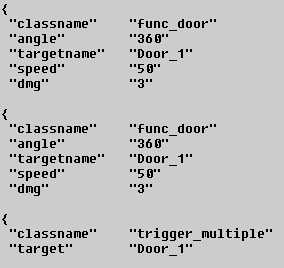 {
"classname" "func_door"
"angle" "360"
"targetname" "Door_1"
"speed" "50"
"dmg" "3"
{
"classname" "func_door"
"angle" "360"
"targetname" "Door_1"
"speed" "50"
"dmg" "3"
{
"classname" "trigger_multiple"
"target" "Door_1"